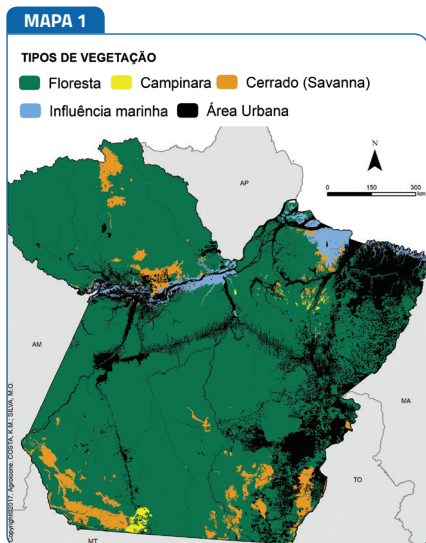 MAPA 1
TIPOS DE VEGETAÇÃO
Floresta Campinara Cerrado (Savanna)
Influência marinha Área Urbana
N
0 150 300
km
AP
AM
MA
TO
MT
Copyright©2017, Agrosone, COSTA, K.M.; SILVA, M.O.